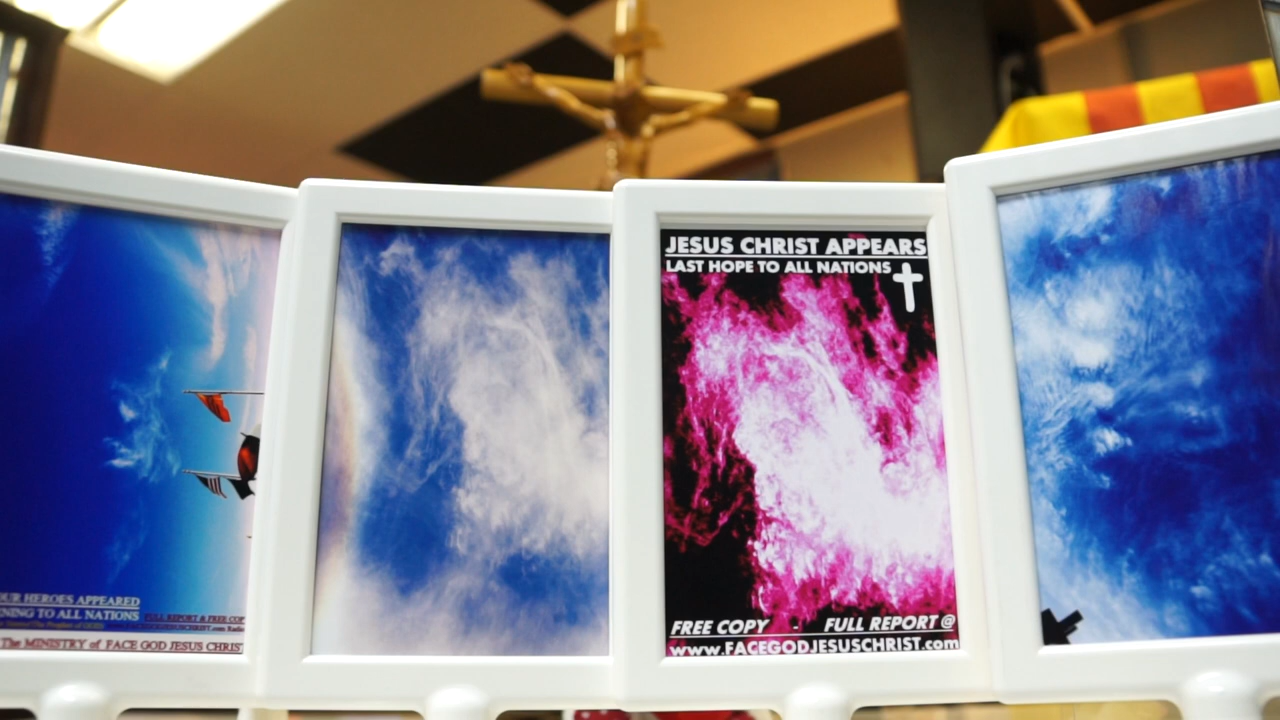 OUR HEROES APPEARED
NING TO ALL NATIONS
FULL REPORT & FREE COP
The MINISTRY of FACE GOD JESUS CHRIST
JESUS CHRIST APPEARS
LAST HOPE TO ALL NATIONS
FREE COPY - FULL REPORT @
www.FACEGODJESUSCHRIST.com